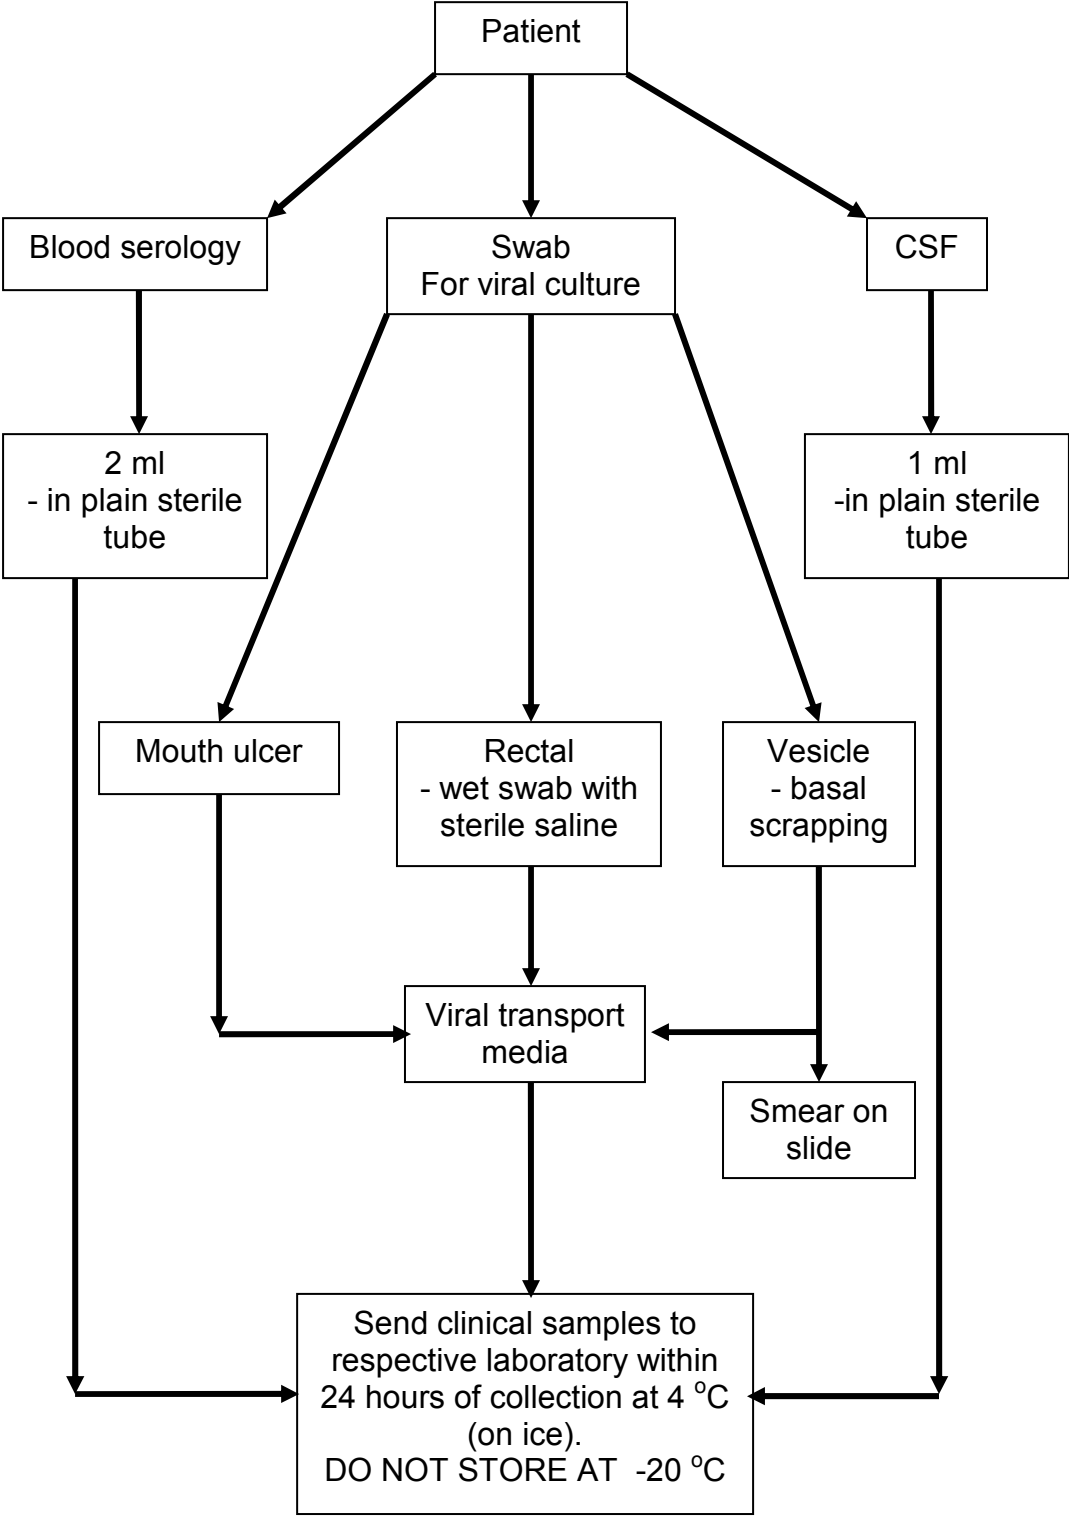 Patient
Blood serology
Swab
For viral culture
CSF
2 ml
- in plain sterile
tube
1 ml
-in plain sterile
tube
Mouth ulcer
Rectal
- wet swab with
sterile saline
Vesicle
- basal
scrapping
Viral transport
media
Smear on
slide
Send clinical samples to
respective laboratory within
24 hours of collection at 4 °C
(on ice).
DO NOT STORE AT -20 °C